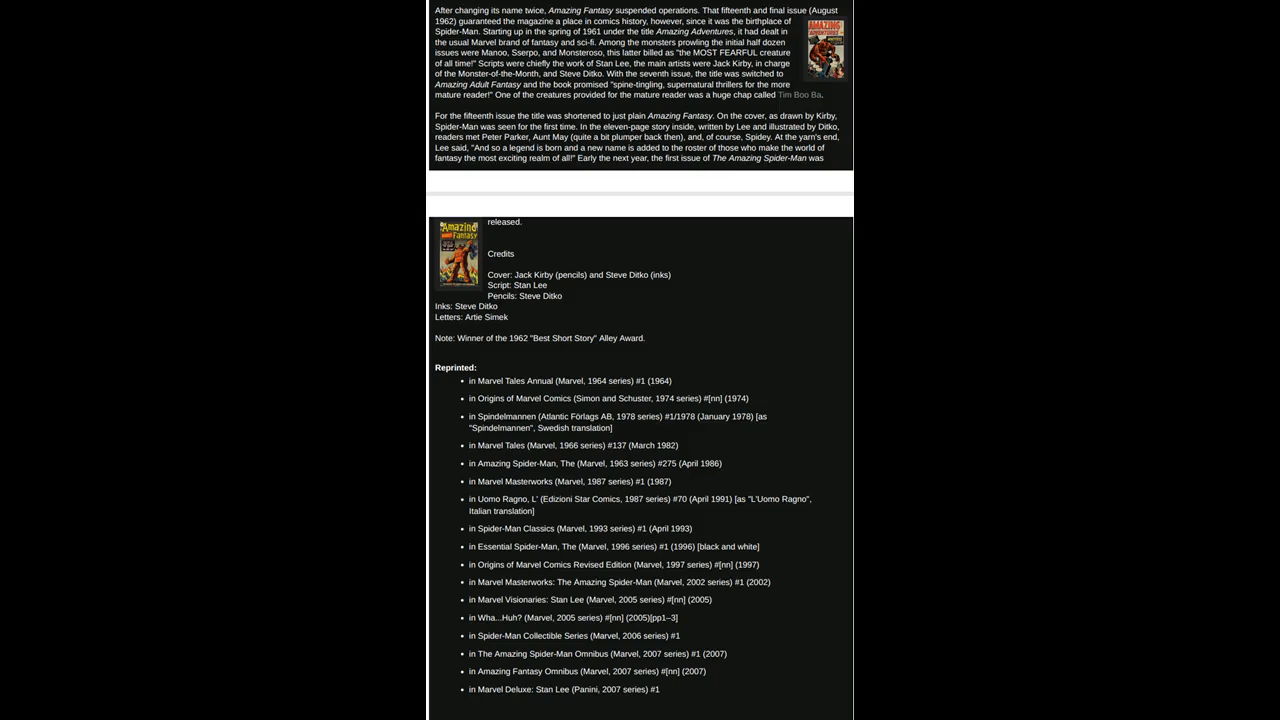 After changing its name twice, Amazing Fantasy suspended operations. That fifteenth and final issue (August
1962) guaranteed the magazine a place in comics history, however, since it was the birthplace of
Spider-Man. Starting up in the spring of 1961 under the title Amazing Adventures, it had dealt in
the usual Marvel brand of fantasy and sci-fi. Among the monsters prowling the initial half dozen
issues were Manoo, Sserpo, and Monsteroso, this latter billed as "the MOST FEARFUL creature
of all time!" Scripts were chiefly the work of Stan Lee, the main artists were Jack Kirby, in charge
of the Monster-of-the-Month, and Steve Ditko. With the seventh issue, the title was switched to
Amazing Adult Fantasy and the book promised "spine-tingling, supernatural thrillers for the more
mature reader!" One of the creatures provided for the mature reader was a huge chap called Tim Boo Ba.
For the fifteenth issue the title was shortened to just plain Amazing Fantasy. On the cover, as drawn by Kirby,
Spider-Man was seen for the first time. In the eleven-page story inside, written by Lee and illustrated by Ditko,
readers met Peter Parker, Aunt May (quite a bit plumper back then), and, of course, Spidey. At the yarn's end,
Lee said, "And so a legend is born and a new name is added to the roster of those who make the world of
fantasy the most exciting realm of all!" Early the next year, the first issue of The Amazing Spider-Man was
released.
Amazing
Fantasy
Credits
Cover: Jack Kirby (pencils) and Steve Ditko (inks)
Script: Stan Lee
Pencils: Steve Ditko
Inks: Steve Ditko
Letters: Artie Simek
Note: Winner of the 1962 "Best Short Story" Alley Award.
Reprinted:
• in Marvel Tales Annual (Marvel, 1964 series) #1 (1964)
• in Origins of Marvel Comics (Simon and Schuster, 1974 series) #[nn] (1974)
• in Spindelmannen (Atlantic Förlags AB, 1978 series) #1/1978 (January 1978) [as
"Spindelmannen", Swedish translation]
• in Marvel Tales (Marvel, 1966 series) #137 (March 1982)
• in Amazing Spider-Man, The (Marvel, 1963 series) #275 (April 1986)
• in Marvel Masterworks (Marvel, 1987 series) #1 (1987)
• in Uomo Ragno, L' (Edizioni Star Comics, 1987 series) #70 (April 1991) [as "L'Uomo Ragno",
Italian translation]
• in Spider-Man Classics (Marvel, 1993 series) #1 (April 1993)
• in Essential Spider-Man, The (Marvel, 1996 series) #1 (1996) [black and white]
• in Origins of Marvel Comics Revised Edition (Marvel, 1997 series) #[nn] (1997)
• in Marvel Masterworks: The Amazing Spider-Man (Marvel, 2002 series) #1 (2002)
• in Marvel Visionaries: Stan Lee (Marvel, 2005 series) #[nn] (2005)
• in Wha...Huh? (Marvel, 2005 series) #[nn] (2005)[pp1–3]
• in Spider-Man Collectible Series (Marvel, 2006 series) #1
• in The Amazing Spider-Man Omnibus (Marvel, 2007 series) #1 (2007)
• in Amazing Fantasy Omnibus (Marvel, 2007 series) #[nn] (2007)
• in Marvel Deluxe: Stan Lee (Panini, 2007 series) #1